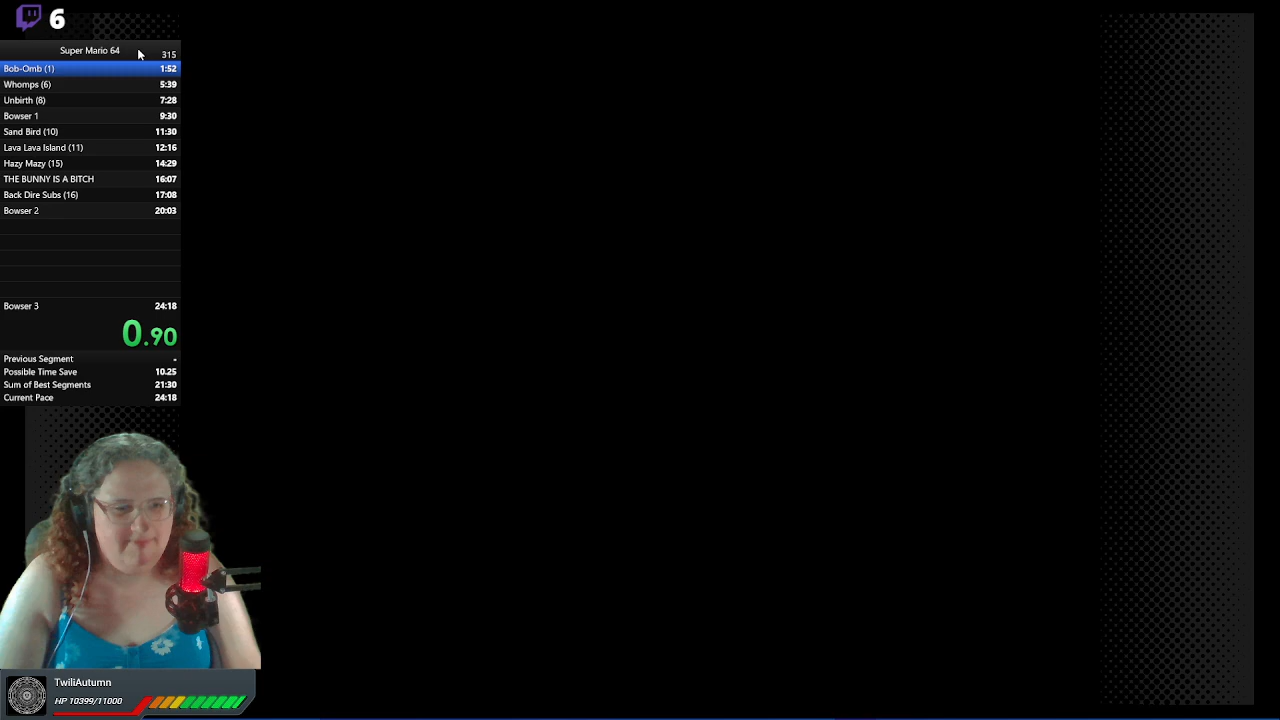 6
Super Mario 64
315
Bob-Omb (1) 1:52
Whomps (6) 5:39
Unbirth (8) 7:28
Bowser 1 9:30
Sand Bird (10) 11:30
Lava Lava Island (11) 12:16
Hazy Mazy (15) 14:29
THE BUNNY IS A BITCH 16:07
Back Dire Subs (16) 17:08
Bowser 2 20:03
Bowser 3 24:18
0.90
Previous Segment -
Possible Time Save 10.25
Sum of Best Segments 21:30
Current Pace 24:18
TwiliAutumn
HP 10399/11000